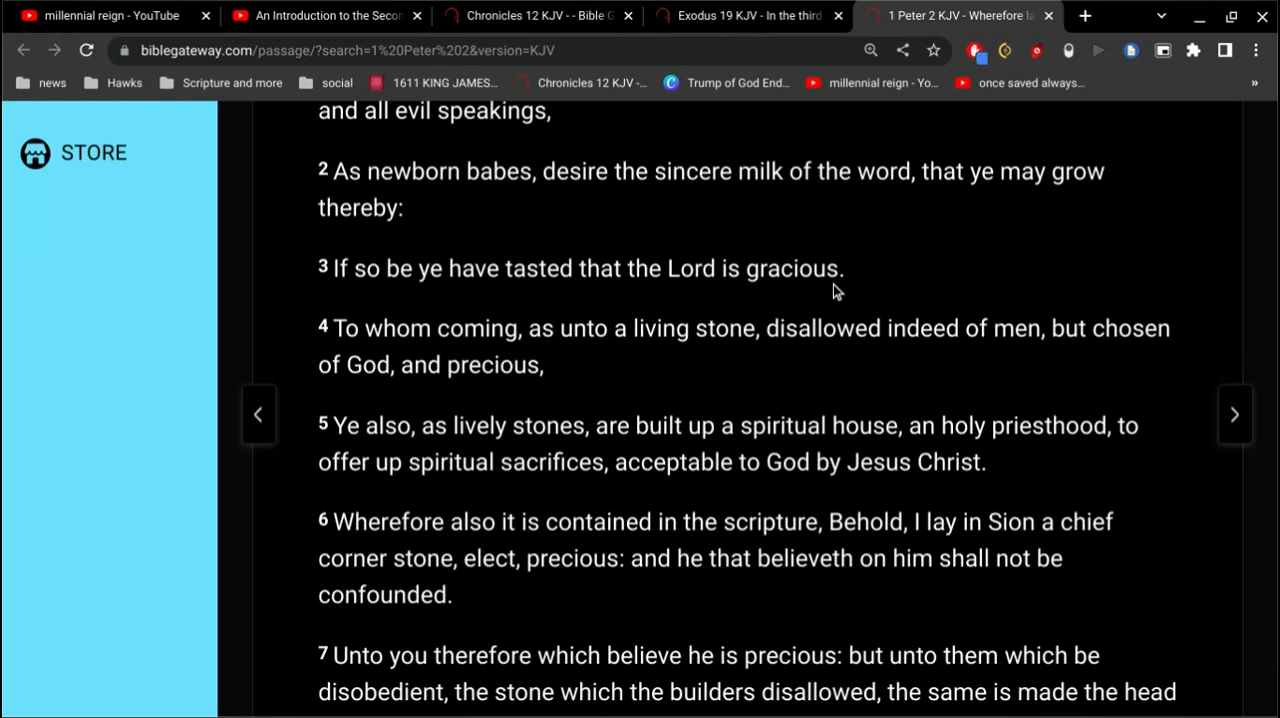 millennial reign - YouTube
An Introduction to the Secon
Chronicles 12 KJV - - Bible G
Exodus 19 KJV - In the third
1 Peter 2 KJV - Wherefore la
biblegateway.com/passage/?search=1%20Peter%202&version=KJV
news
Hawks
Scripture and more
social
1611 KING JAMES...
Chronicles 12 KJV -...
Trump of God End...
millennial reign - Yo...
once saved always...
STORE
and all evil speakings,
2 As newborn babes, desire the sincere milk of the word, that ye may grow
thereby:
3 If so be ye have tasted that the Lord is gracious.
4 To whom coming, as unto a living stone, disallowed indeed of men, but chosen
of God, and precious,
5 Ye also, as lively stones, are built up a spiritual house, an holy priesthood, to
offer up spiritual sacrifices, acceptable to God by Jesus Christ.
6 Wherefore also it is contained in the scripture, Behold, I lay in Sion a chief
corner stone, elect, precious: and he that believeth on him shall not be
confounded.
7 Unto you therefore which believe he is precious: but unto them which be
disobedient, the stone which the builders disallowed, the same is made the head